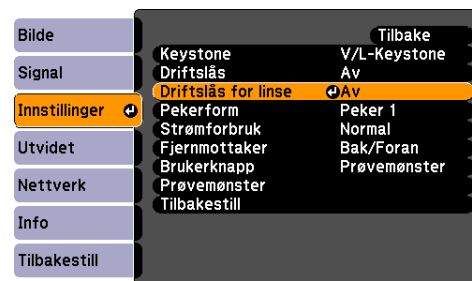 Bilde
Signal
Innstillinger
Utvidet
Nettverk
Info
Tilbakestill
Tilbake
Keystone V/L-Keystone
Driftslås Av
Driftslås for linse Av
Pekerform Peker 1
Strømforbruk Normal
Fjernmottaker Bak/Foran
Brukerknapp Prøvemønster
Prøvemønster
Tilbakestill